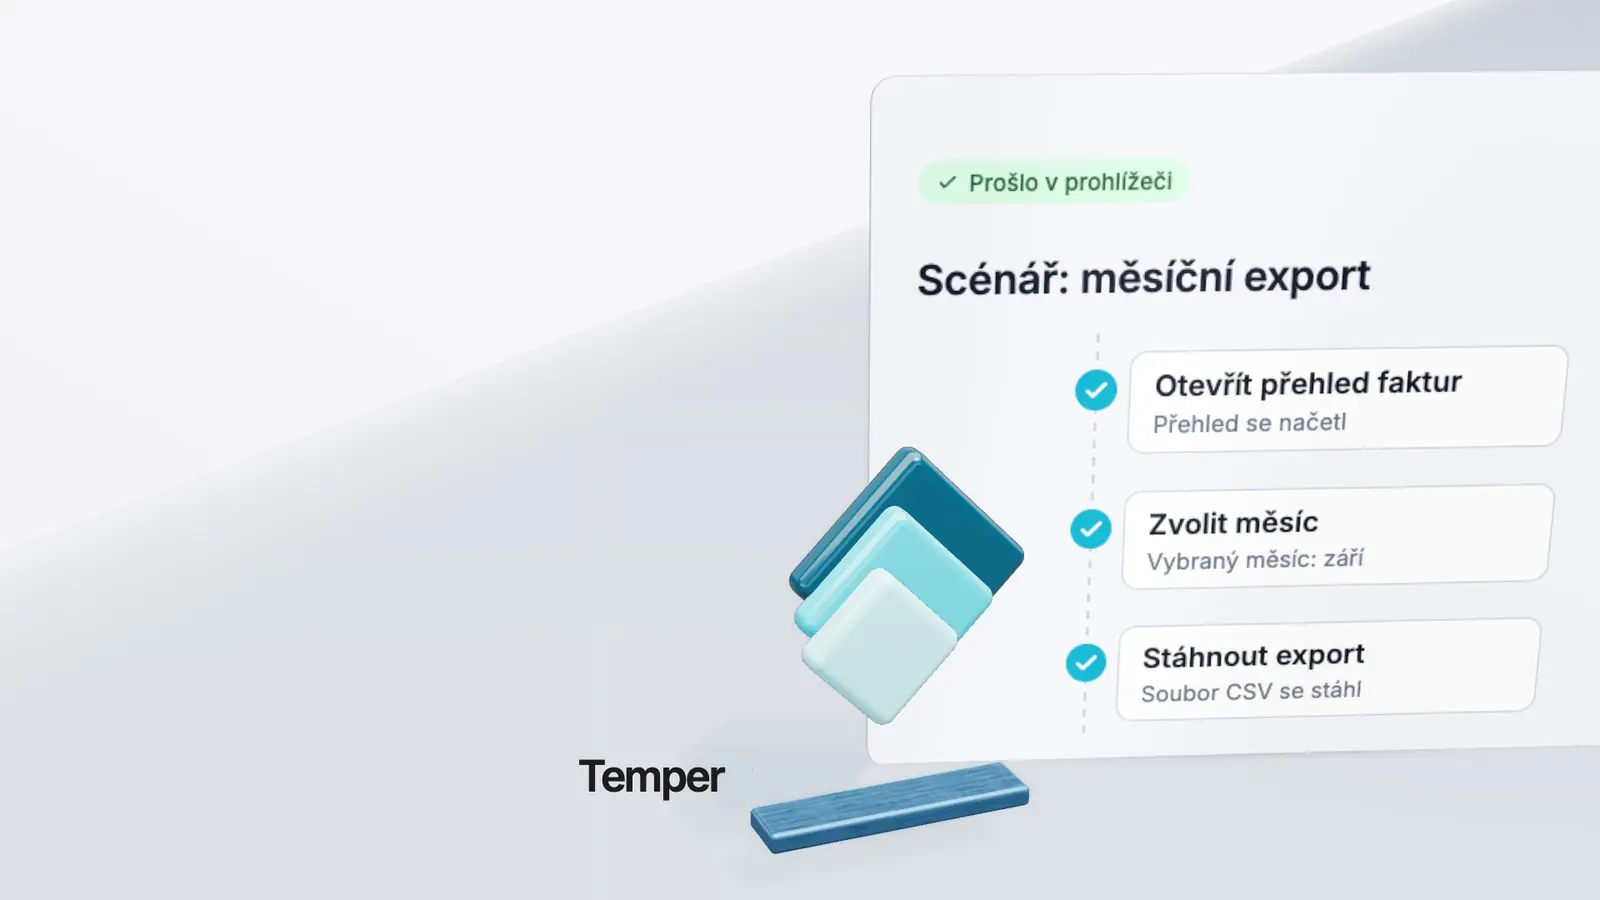 Prošlo v prohlížeči
Scénář: měsíční export
Otevřít přehled faktur
Přehled se načetl
Zvolit měsíc
Vybraný měsíc: září
Stáhnout export
Soubor CSV se stáhl
Temper